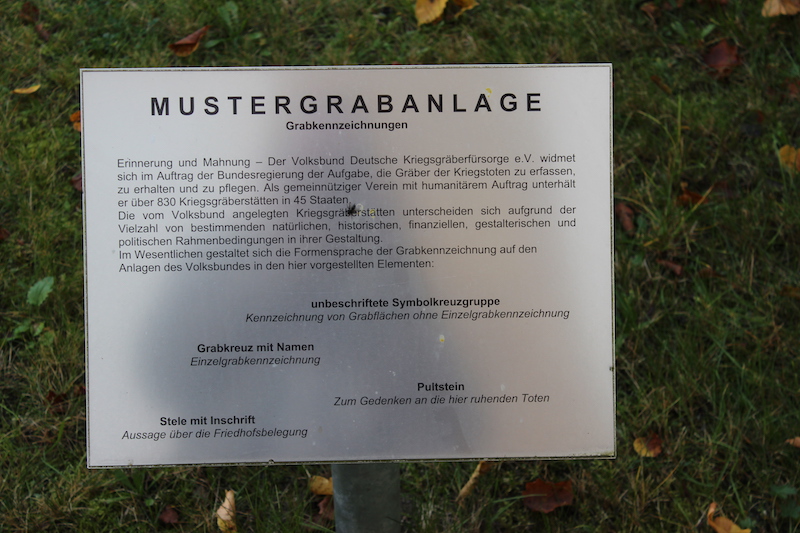 MUSTERGRABANLAGE
Grabkennzeichnungen
Erinnerung und Mahnung – Der Volksbund Deutsche Kriegsgräberfürsorge e.V. widmet
sich im Auftrag der Bundesregierung der Aufgabe, die Gräber der Kriegstoten zu erfassen,
zu erhalten und zu pflegen. Als gemeinnütziger Verein mit humanitärem Auftrag unterhält
er über 830 Kriegsgräberstätten in 45 Staaten.
Die vom Volksbund angelegten Kriegsgräberstätten unterscheiden sich aufgrund der
Vielzahl von bestimmenden natürlichen, historischen, finanziellen, gestalterischen und
politischen Rahmenbedingungen in ihrer Gestaltung.
Im Wesentlichen gestaltet sich die Formensprache der Grabkennzeichnung auf den
Anlagen des Volksbundes in den hier vorgestellten Elementen:
unbeschriftete Symbolkreuzgruppe
Kennzeichnung von Grabflächen ohne Einzelgrabkennzeichnung
Grabkreuz mit Namen
Einzelgrabkennzeichnung
Pultstein
Zum Gedenken an die hier ruhenden Toten
Stele mit Inschrift
Aussage über die Friedhofsbelegung